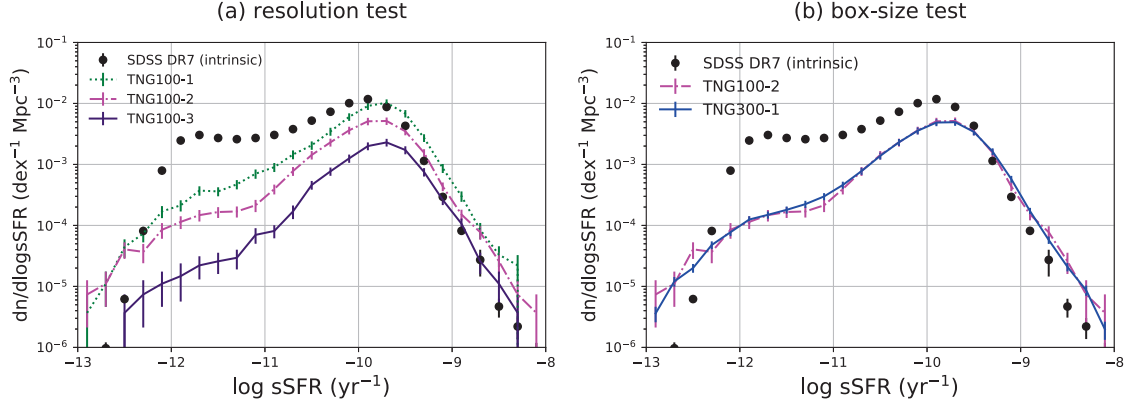 (a) resolution test
(b) box-size test
10⁻¹
10⁻²
10⁻³
10⁻⁴
10⁻⁵
10⁻⁶
dn/dlogsSFR (dex⁻¹ Mpc⁻³)
SDSS DR7 (intrinsic)
TNG100-1
TNG100-2
TNG100-3
−13 −12 −11 −10 −9 −8
log sSFR (yr⁻¹)
10⁻¹
10⁻²
10⁻³
10⁻⁴
10⁻⁵
10⁻⁶
dn/dlogsSFR (dex⁻¹ Mpc⁻³)
SDSS DR7 (intrinsic)
TNG100-2
TNG300-1
−13 −12 −11 −10 −9 −8
log sSFR (yr⁻¹)